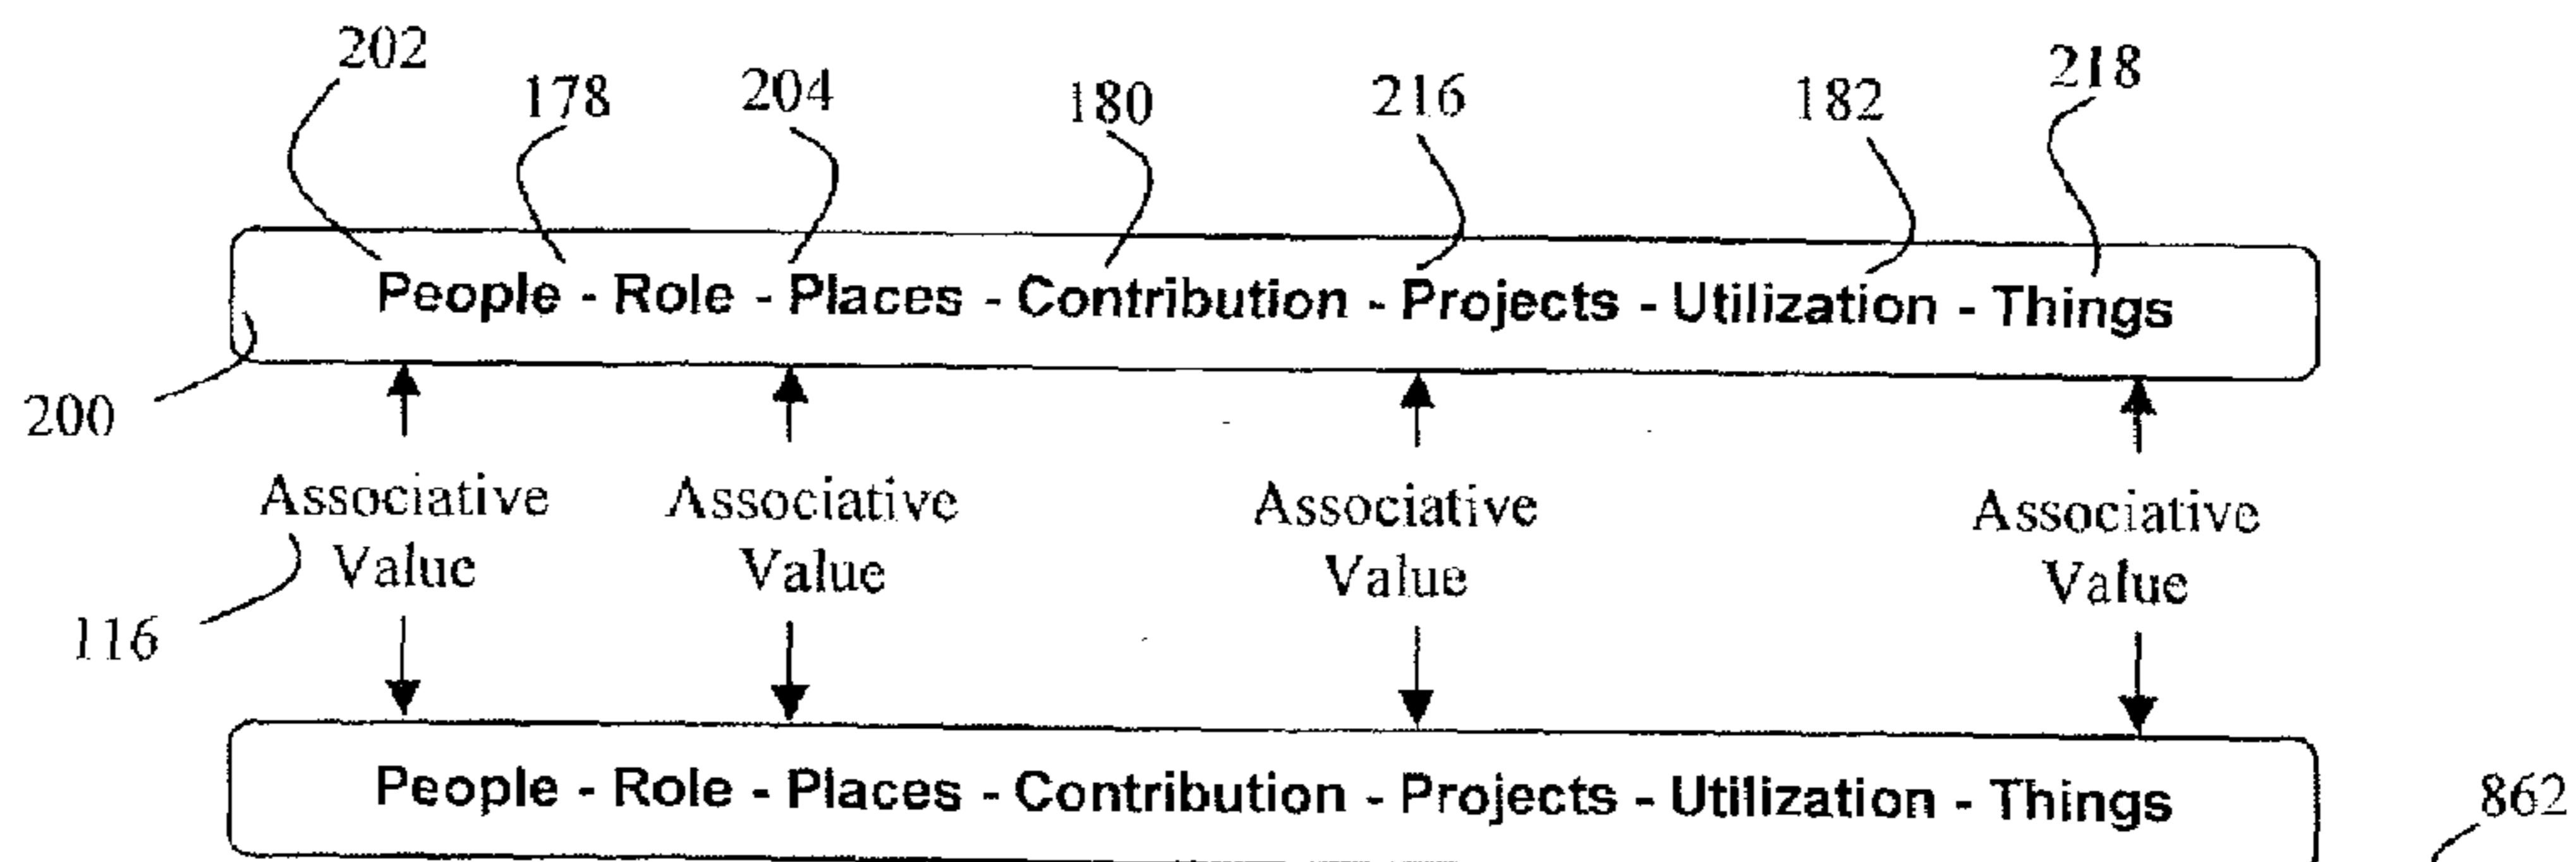 202 178 204 180 216 182 218
People - Role - Places - Contribution - Projects - Utilization - Things
200
Associative Value
Associative Value
Associative Value
Associative Value
116
People - Role - Places - Contribution - Projects - Utilization - Things
862